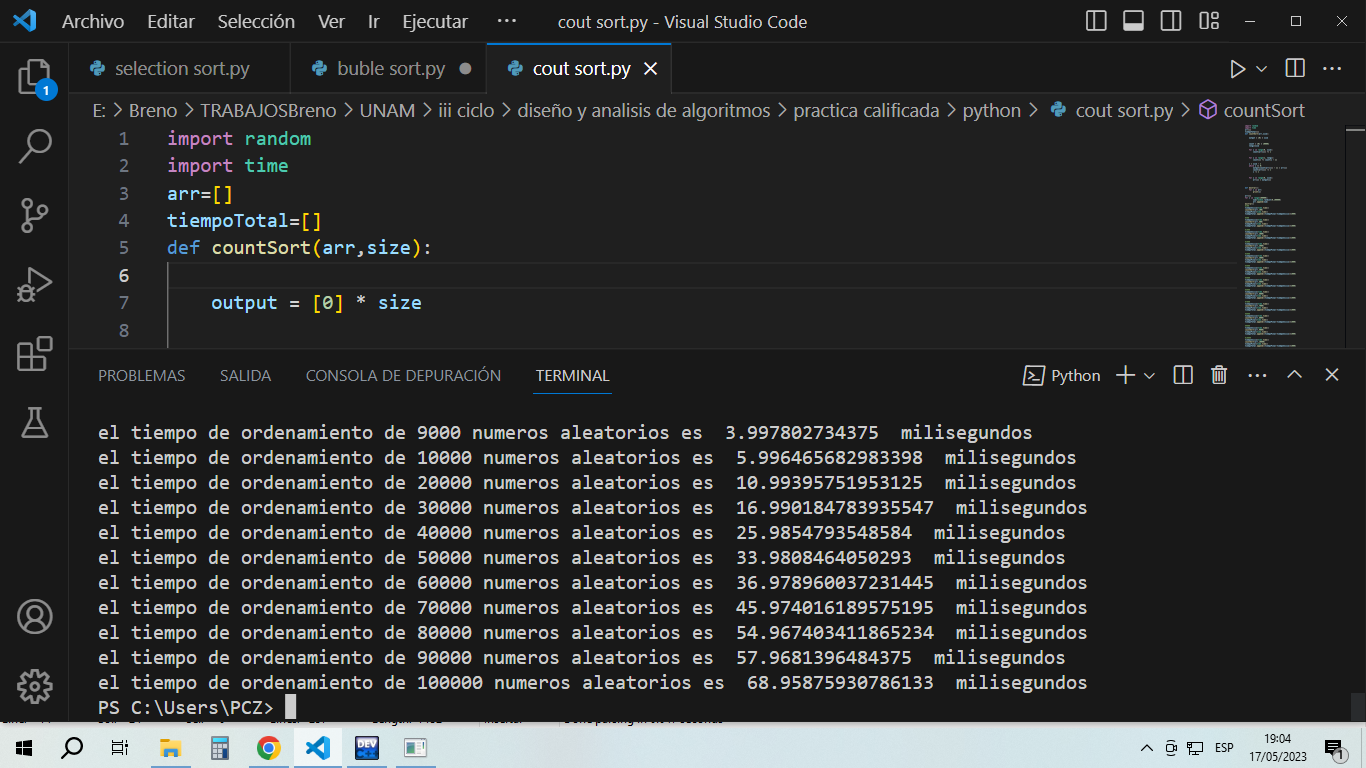 Archivo Editar Selección Ver Ir Ejecutar ··· cout sort.py - Visual Studio Code
selection sort.py buble sort.py cout sort.py
E: > Breno > TRABAJOSBreno > UNAM > iii ciclo > diseño y analisis de algoritmos > practica calificada > python > cout sort.py > countSort
1
1 import random
2 import time
3 arr=[]
4 tiempoTotal=[]
5 def countSort(arr,size):
6
7 output = [0] * size
8
PROBLEMAS SALIDA CONSOLA DE DEPURACIÓN TERMINAL Python
el tiempo de ordenamiento de 9000 numeros aleatorios es 3.997802734375 milisegundos
el tiempo de ordenamiento de 10000 numeros aleatorios es 5.996465682983398 milisegundos
el tiempo de ordenamiento de 20000 numeros aleatorios es 10.99395751953125 milisegundos
el tiempo de ordenamiento de 30000 numeros aleatorios es 16.990184783935547 milisegundos
el tiempo de ordenamiento de 40000 numeros aleatorios es 25.9854793548584 milisegundos
el tiempo de ordenamiento de 50000 numeros aleatorios es 33.9808464050293 milisegundos
el tiempo de ordenamiento de 60000 numeros aleatorios es 36.978960037231445 milisegundos
el tiempo de ordenamiento de 70000 numeros aleatorios es 45.974016189575195 milisegundos
el tiempo de ordenamiento de 80000 numeros aleatorios es 54.967403411865234 milisegundos
el tiempo de ordenamiento de 90000 numeros aleatorios es 57.9681396484375 milisegundos
el tiempo de ordenamiento de 100000 numeros aleatorios es 68.95875930786133 milisegundos
PS C:\Users\PCZ>
DEV C++
ESP
19:04
17/05/2023
1